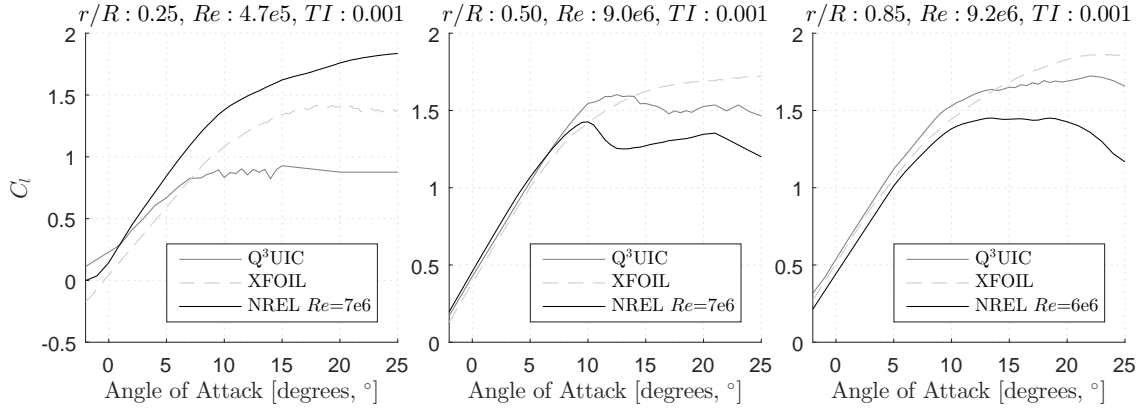 r/R : 0.25, Re : 4.7e5, TI : 0.001
r/R : 0.50, Re : 9.0e6, TI : 0.001
r/R : 0.85, Re : 9.2e6, TI : 0.001
C_l
2
1.5
1
0.5
0
-0.5
Q³UIC
XFOIL
NREL Re=7e6
0 5 10 15 20 25
Angle of Attack [degrees, °]
2
1.5
1
0.5
0
Q³UIC
XFOIL
NREL Re=7e6
0 5 10 15 20 25
Angle of Attack [degrees, °]
2
1.5
1
0.5
0
Q³UIC
XFOIL
NREL Re=6e6
0 5 10 15 20 25
Angle of Attack [degrees, °]